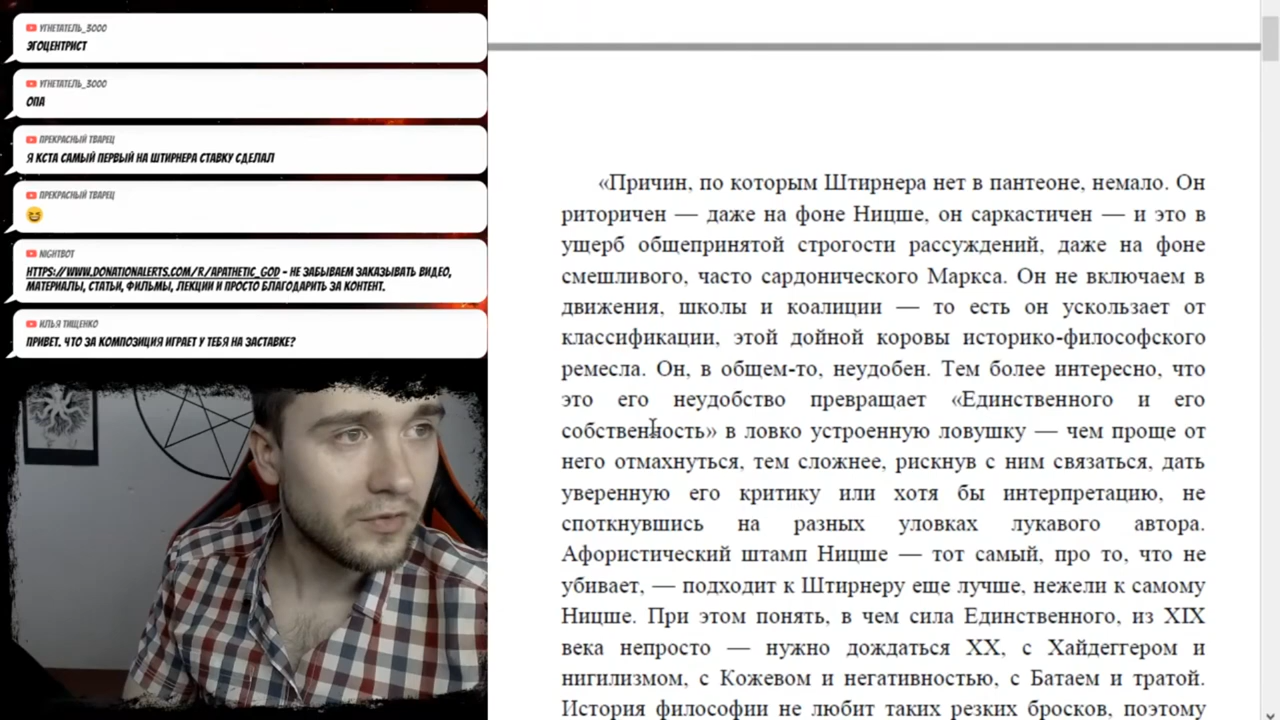 УГНЕТАТЕЛЬ_3000
ЭГОЦЕНТРИСТ
УГНЕТАТЕЛЬ_3000
ОПА
ПРЕКРАСНЫЙ ТВАРЕЦ
Я КСТА САМЫЙ ПЕРВЫЙ НА ШТИРНЕРА СТАВКУ СДЕЛАЛ
ПРЕКРАСНЫЙ ТВАРЕЦ
NIGHTBOT
HTTPS://WWW.DONATIONALERTS.COM/R/APATHETIC_GOD - НЕ ЗАБЫВАЕМ ЗАКАЗЫВАТЬ ВИДЕО,
МАТЕРИАЛЫ, СТАТЬИ, ФИЛЬМЫ, ЛЕКЦИИ И ПРОСТО БЛАГОДАРИТЬ ЗА КОНТЕНТ.
ИЛЬЯ ТИЩЕНКО
ПРИВЕТ. ЧТО ЗА КОМПОЗИЦИЯ ИГРАЕТ У ТЕБЯ НА ЗАСТАВКЕ?
«Причин, по которым Штирнера нет в пантеоне, немало. Он
риторичен — даже на фоне Ницше, он саркастичен — и это в
ущерб общепринятой строгости рассуждений, даже на фоне
смешливого, часто сардонического Маркса. Он не включаем в
движения, школы и коалиции — то есть он ускользает от
классификации, этой дойной коровы историко-философского
ремесла. Он, в общем-то, неудобен. Тем более интересно, что
это его неудобство превращает «Единственного и его
собственность» в ловко устроенную ловушку — чем проще от
него отмахнуться, тем сложнее, рискнув с ним связаться, дать
уверенную его критику или хотя бы интерпретацию, не
споткнувшись на разных уловках лукавого автора.
Афористический штамп Ницше — тот самый, про то, что не
убивает, — подходит к Штирнеру еще лучше, нежели к самому
Ницше. При этом понять, в чем сила Единственного, из XIX
века непросто — нужно дождаться XX, с Хайдеггером и
нигилизмом, с Кожевом и негативностью, с Батаем и тратой.
История философии не любит таких резких бросков, поэтому